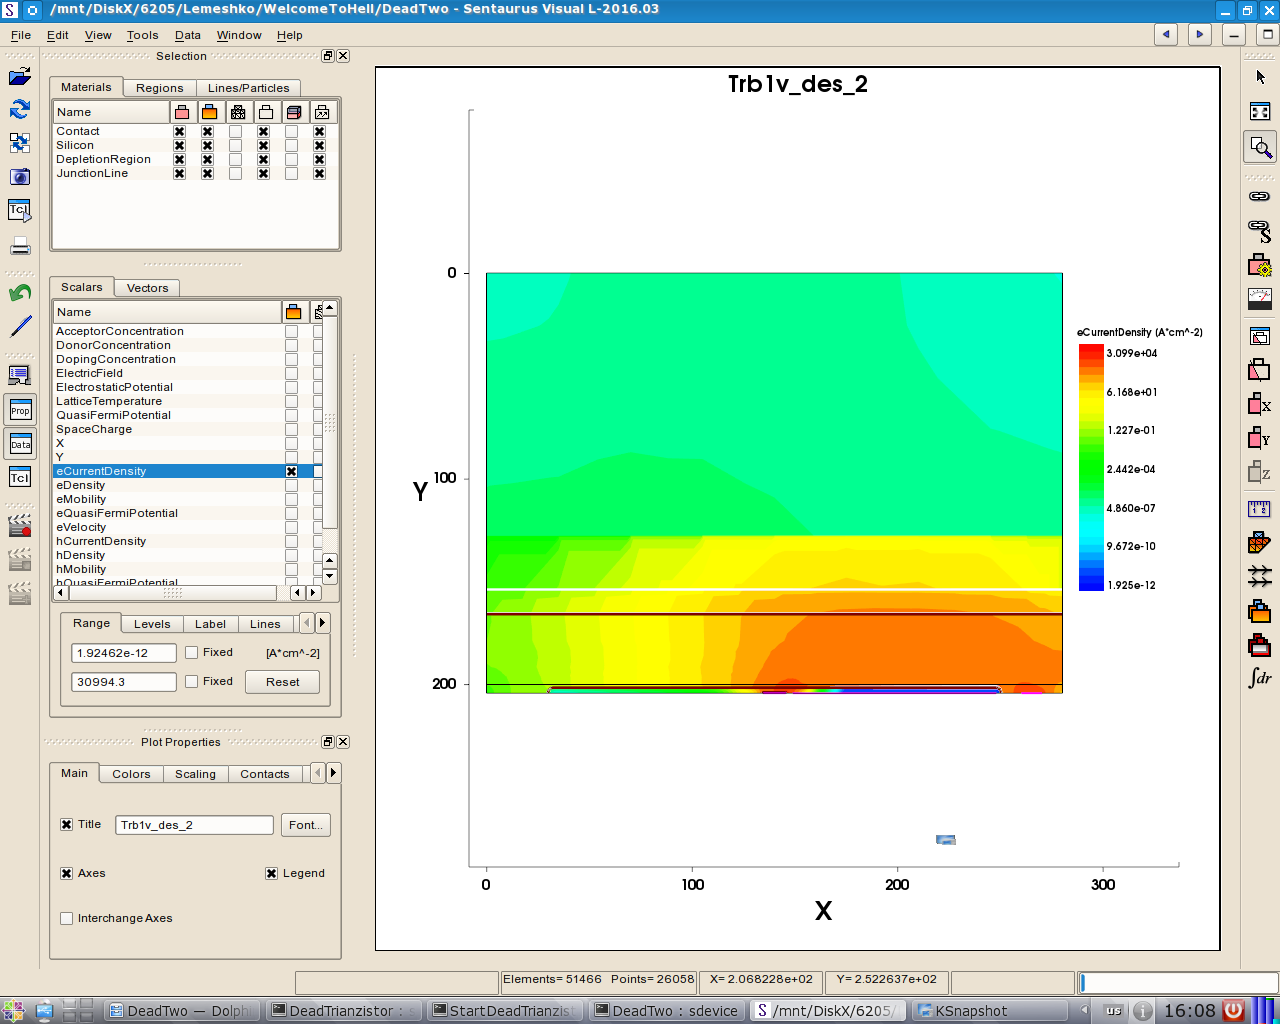 /mnt/DiskX/6205/Lemeshko/WelcomeToHell/DeadTwo - Sentaurus Visual L-2016.03
File Edit View Tools Data Window Help
Selection
Materials Regions Lines/Particles
Name
Contact
Silicon
DepletionRegion
JunctionLine
Scalars Vectors
Name
AcceptorConcentration
DonorConcentration
DopingConcentration
ElectricField
ElectrostaticPotential
LatticeTemperature
QuasiFermiPotential
SpaceCharge
X
Y
eCurrentDensity
eDensity
eMobility
eQuasiFermiPotential
eVelocity
hCurrentDensity
hDensity
hMobility
hQuasiFermiPotential
Range Levels Label Lines
1.92462e-12 Fixed [A*cm^-2]
30994.3 Fixed Reset
Plot Properties
Main Colors Scaling Contacts
Title Trb1v_des_2 Font...
Axes Legend
Interchange Axes
Tcl
Prop
Data
Tcl
Trb1v_des_2
0
100
200
Y
0 100 200 300
X
eCurrentDensity (A*cm^-2)
3.099e+04
6.168e+01
1.227e-01
2.442e-04
4.860e-07
9.672e-10
1.925e-12
S
X
Y
Z
∫dr
Elements= 51466 Points= 26058 X= 2.068228e+02 Y= 2.522637e+02
DeadTwo — Dolph DeadTrianzistor : s StartDeadTrianzist DeadTwo : sdevice /mnt/DiskX/6205/ KSnapshot us 16:08